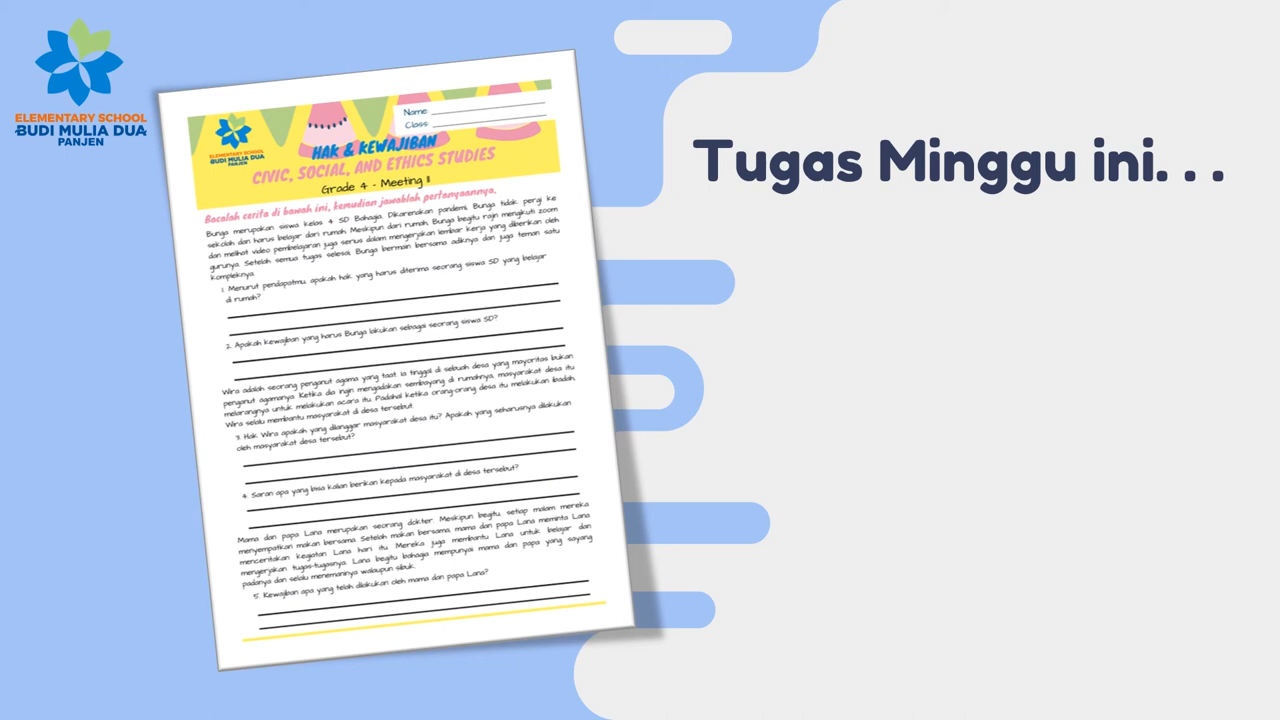 ELEMENTARY SCHOOL
BUDI MULIA DUA
PANJEN
Tugas Minggu ini. . .
Name:
Class:
ELEMENTARY SCHOOL
BUDI MULIA DUA
PANJEN
HAK & KEWAJIBAN
CIVIC, SOCIAL, AND ETHICS STUDIES
Grade 4 - Meeting 11
Bacalah cerita di bawah ini, kemudian jawablah pertanyaannya.
Bunga merupakan siswa kelas 4 SD Bahagia. Dikarenakan pandemi, Bunga tidak pergi ke
sekolah dan harus belajar dari rumah. Meskipun dari rumah, Bunga begitu rajin mengikuti zoom
dan melihat video pembelajaran juga serius dalam mengerjakan lembar kerja yang diberikan oleh
gurunya. Setelah semua tugas selesai, Bunga bermain bersama adiknya dan juga teman satu
kompleknya.
1. Menurut pendapatmu, apakah hak yang harus diterima seorang siswa SD yang belajar
di rumah?
2. Apakah kewajiban yang harus Bunga lakukan sebagai seorang siswa SD?
Wira adalah seorang penganut agama yang taat. Ia tinggal di sebuah desa yang mayoritas bukan
penganut agamanya. Ketika dia ingin mengadakan sembayang di rumahnya, masyarakat desa itu
melarangnya untuk melakukan acara itu. Padahal ketika orang-orang desa itu melakukan ibadah,
Wira selalu membantu masyarakat di desa tersebut.
3. Hak Wira apakah yang dilanggar masyarakat desa itu? Apakah yang seharusnya dilakukan
oleh masyarakat desa tersebut?
4. Saran apa yang bisa kalian berikan kepada masyarakat di desa tersebut?
Mama dan papa Lana merupakan seorang dokter. Meskipun begitu, setiap malam mereka
menyempatkan makan bersama. Setelah makan bersama, mama dan papa Lana meminta Lana
menceritakan kegiatan Lana hari itu. Mereka juga membantu Lana untuk belajar dan
mengerjakan tugas-tugasnya. Lana begitu bahagia mempunyai mama dan papa yang sayang
padanya dan selalu menemaninya walaupun sibuk.
5. Kewajiban apa yang telah dilakukan oleh mama dan papa Lana?